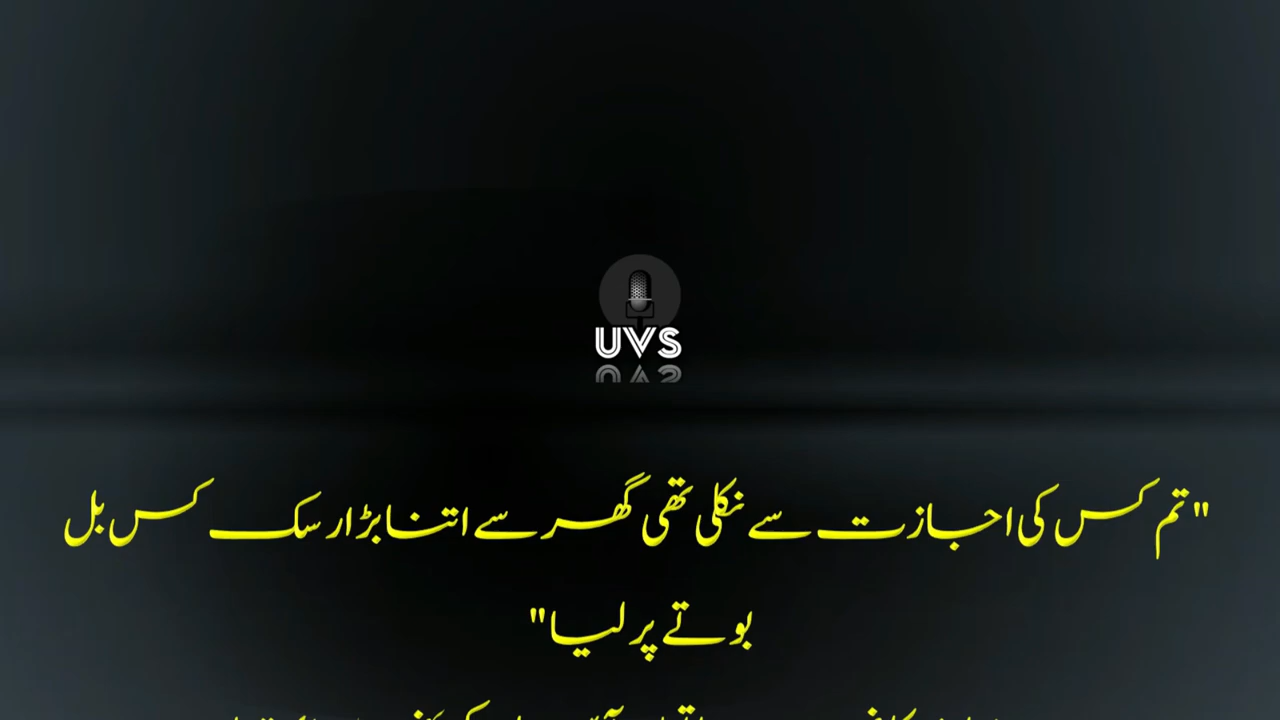 UVS
"تم کس کی اجازت سے نکلی تھی گھر سے اتنا بڑا رسک کس بل
بوتے پر لیا"